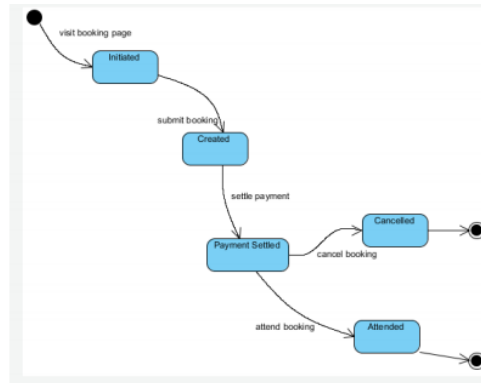 visit booking page
Initiated
submit booking
Created
settle payment
Cancelled
Payment Settled
cancel booking
attend booking
Attended